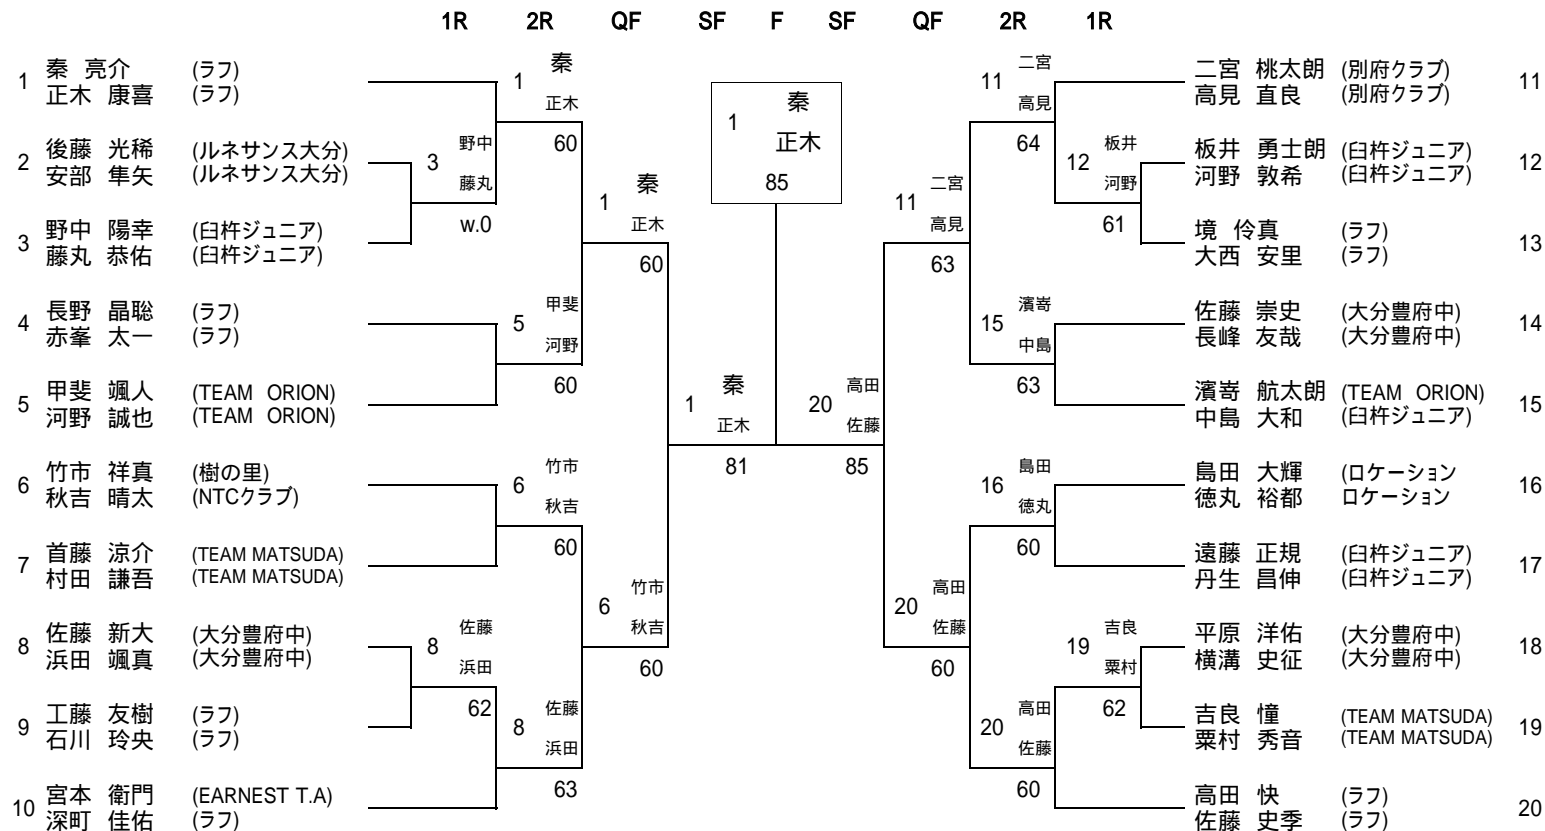 1R 2R QF SF F SF QF 2R 1R
1 秦 亮介 (ラフ)
正木 康喜 (ラフ)
2 後藤 光稀 (ルネサンス大分)
安部 隼矢 (ルネサンス大分)
3 野中 陽幸 (臼杵ジュニア)
藤丸 恭佑 (臼杵ジュニア)
4 長野 晶聡 (ラフ)
赤峯 太一 (ラフ)
5 甲斐 颯人 (TEAM ORION)
河野 誠也 (TEAM ORION)
6 竹市 祥真 (樹の里)
秋吉 晴太 (NTCクラブ)
7 首藤 涼介 (TEAM MATSUDA)
村田 謙吾 (TEAM MATSUDA)
8 佐藤 新大 (大分豊府中)
浜田 颯真 (大分豊府中)
9 工藤 友樹 (ラフ)
石川 玲央 (ラフ)
10 宮本 衛門 (EARNEST T.A)
深町 佳佑 (ラフ)
3 野中
藤丸
w.0
8 佐藤
浜田
62
1 秦
正木
60
5 甲斐
河野
60
6 竹市
秋吉
60
8 佐藤
浜田
63
1 秦
正木
60
6 竹市
秋吉
60
1 秦
正木
81
1 秦
正木
85
20 高田
佐藤
85
11 二宮
高見
63
20 高田
佐藤
60
11 二宮
高見
64
15 濱嵜
中島
63
16 島田
徳丸
60
20 高田
佐藤
60
12 板井
河野
61
19 吉良
粟村
62
二宮 桃太朗 (別府クラブ) 11
高見 直良 (別府クラブ)
板井 勇士朗 (臼杵ジュニア) 12
河野 敦希 (臼杵ジュニア)
境 伶真 (ラフ) 13
大西 安里 (ラフ)
佐藤 崇史 (大分豊府中) 14
長峰 友哉 (大分豊府中)
濱嵜 航太朗 (TEAM ORION) 15
中島 大和 (臼杵ジュニア)
島田 大輝 (ロケーション 16
徳丸 裕都 ロケーション
遠藤 正規 (臼杵ジュニア) 17
丹生 昌伸 (臼杵ジュニア)
平原 洋佑 (大分豊府中) 18
横溝 史征 (大分豊府中)
吉良 憧 (TEAM MATSUDA) 19
粟村 秀音 (TEAM MATSUDA)
高田 快 (ラフ) 20
佐藤 史季 (ラフ)